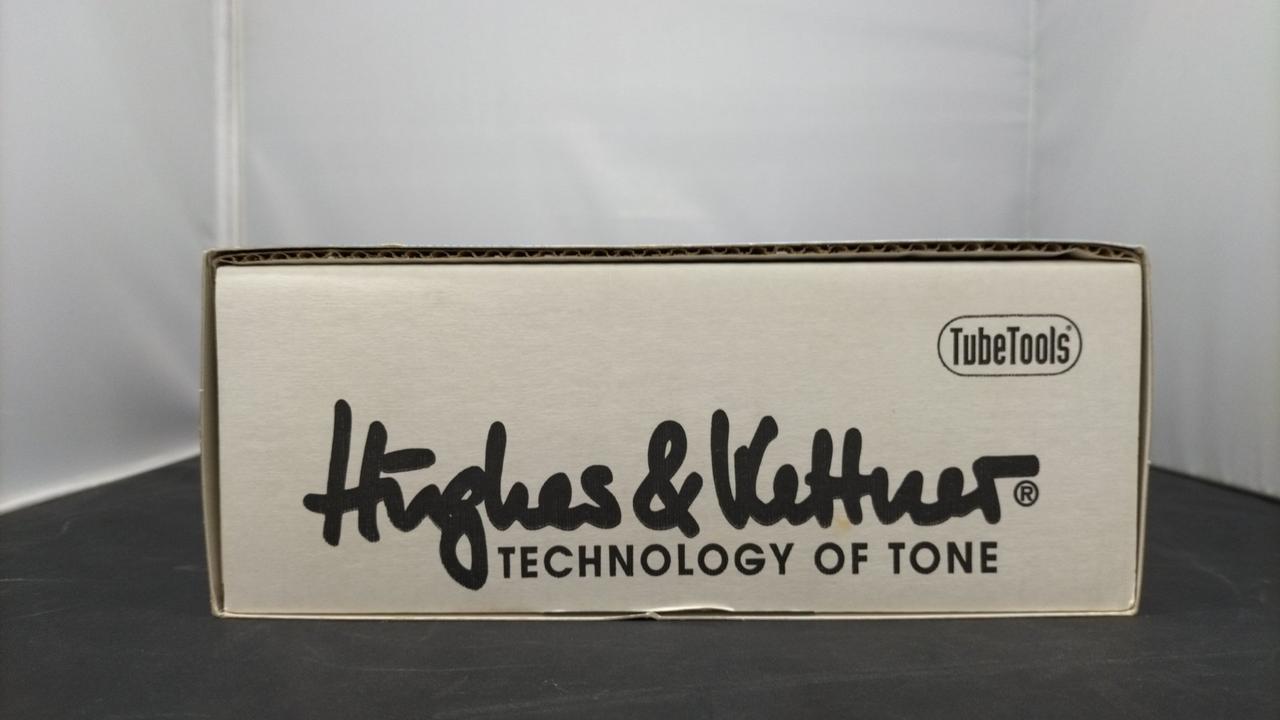 TubeTools®
Hughes & Kettner®
TECHNOLOGY OF TONE